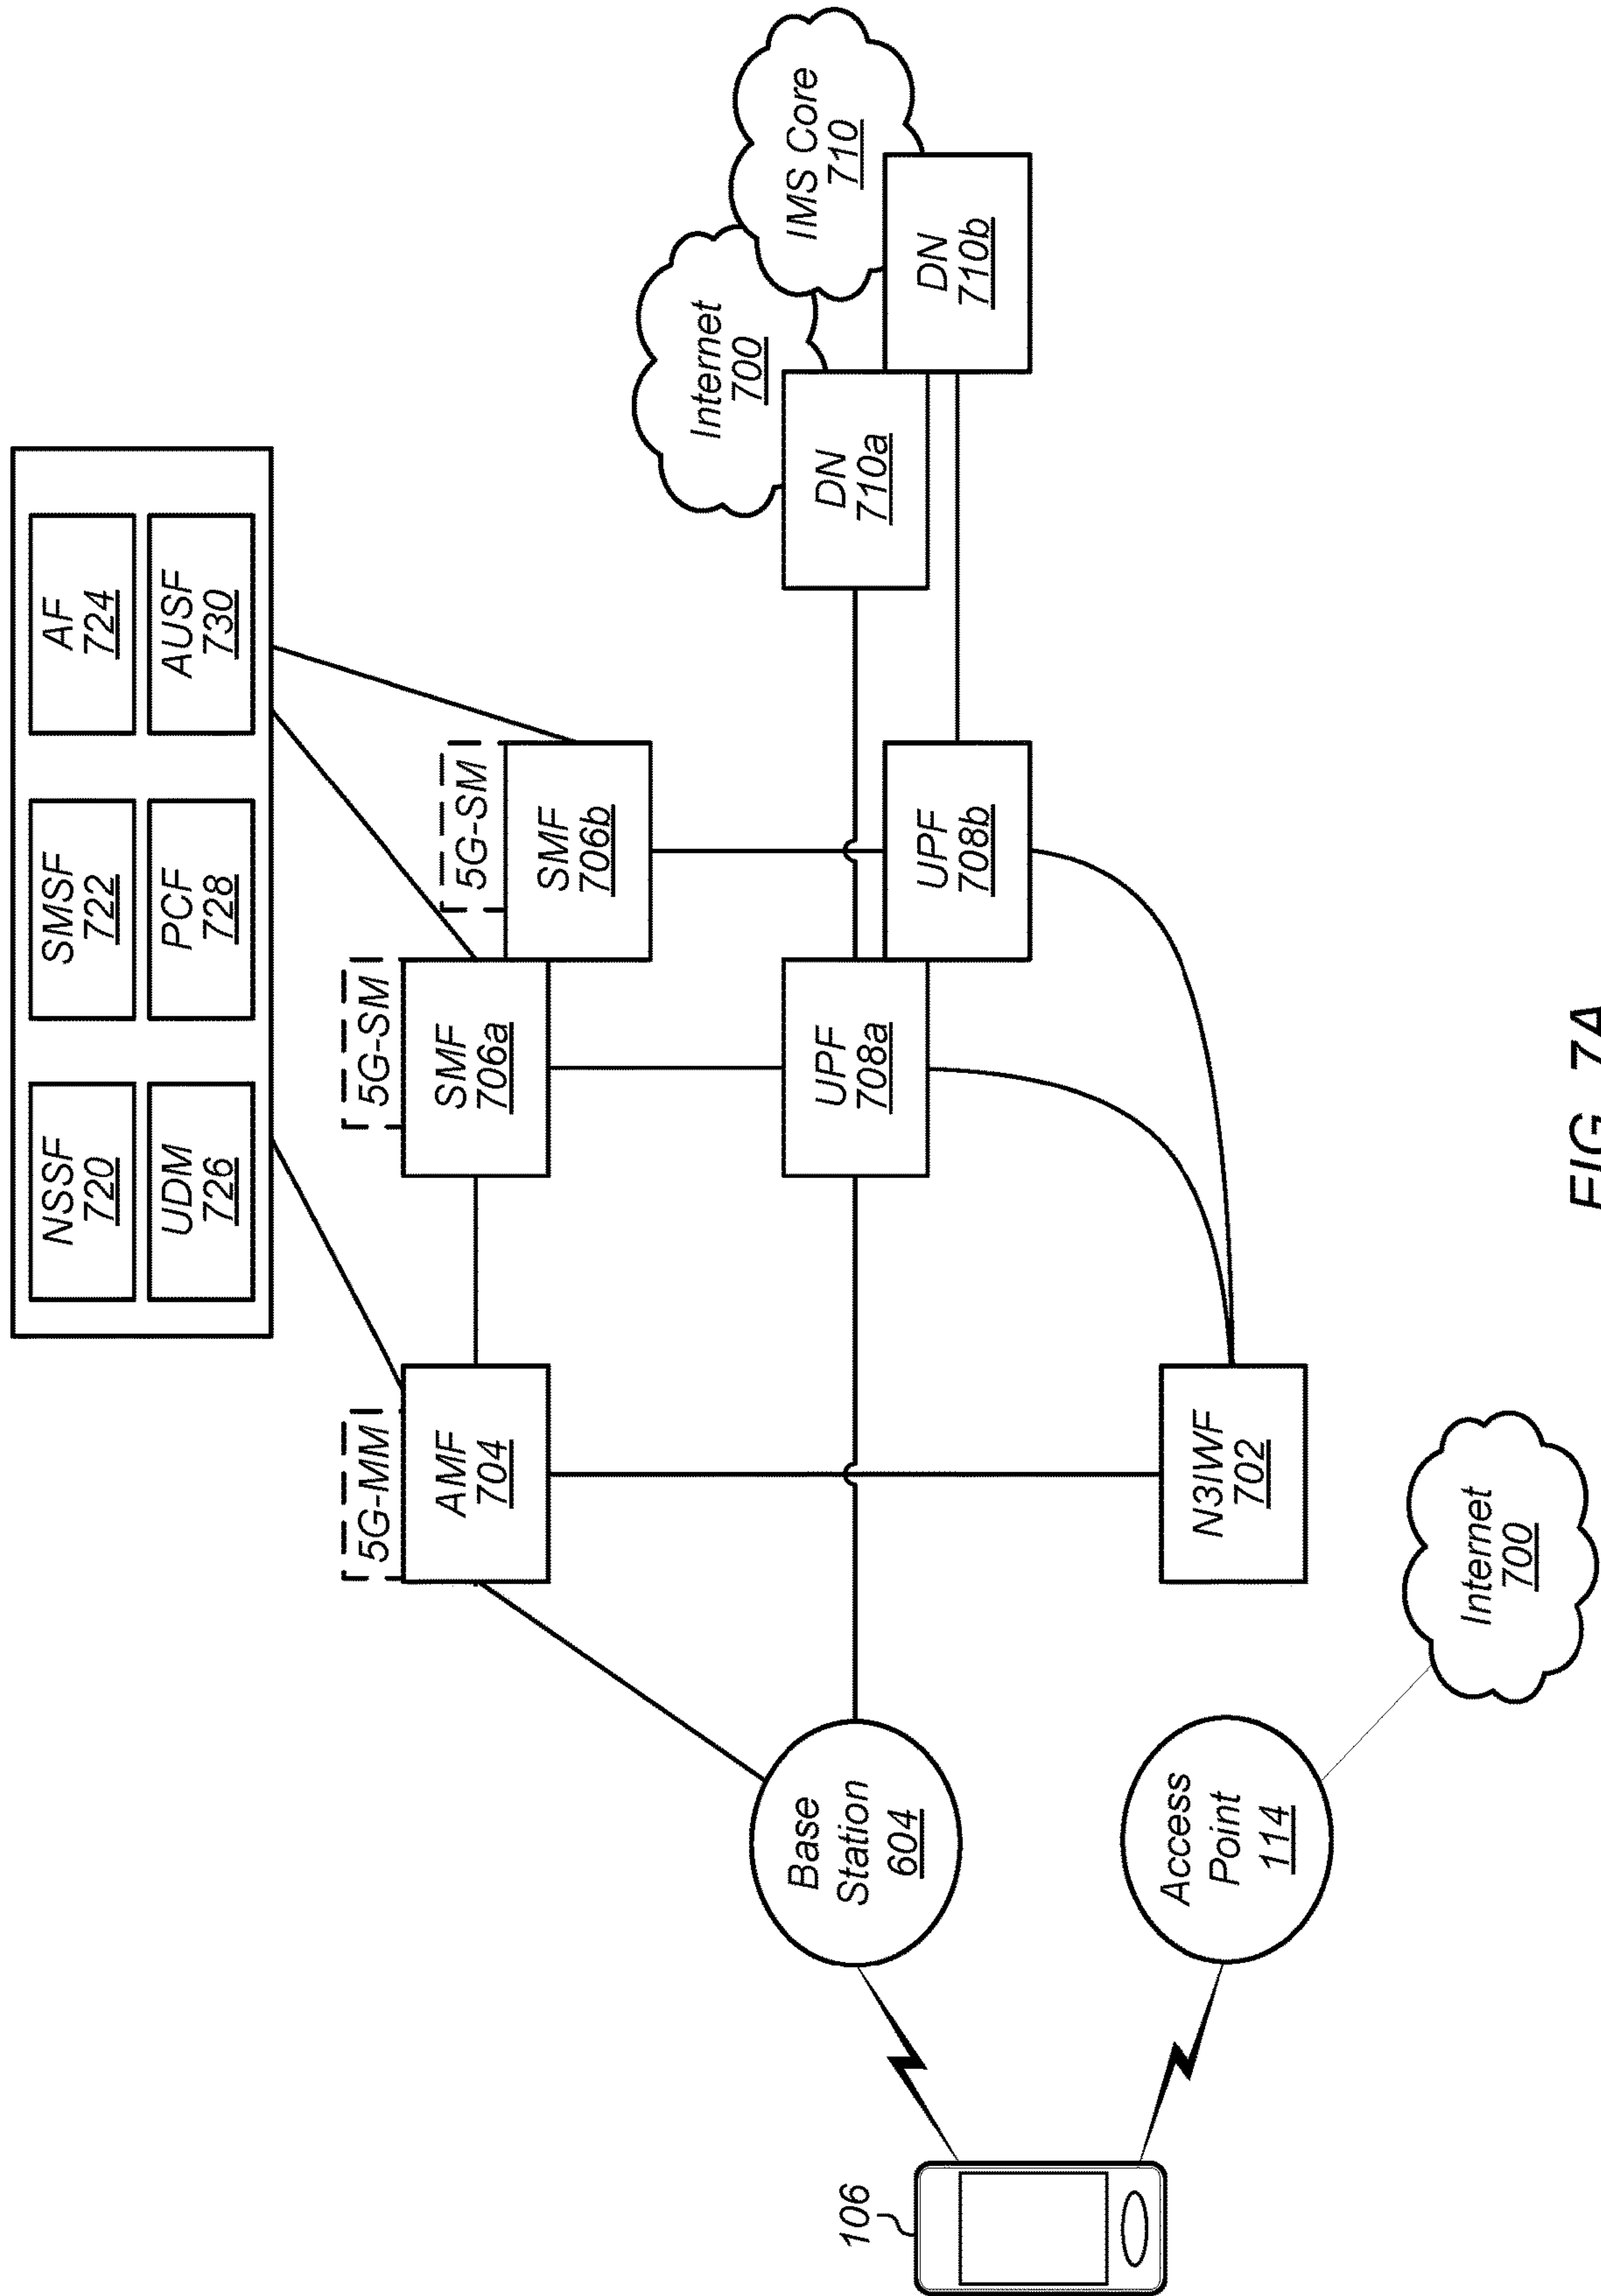 NSSF
720
SMSF
722
AF
724
UDM
726
PCF
728
AUSF
730
5G-MM
AMF
704
5G-SM
SMF
706a
5G-SM
SMF
706b
Internet
700
IMS Core
710
106
Base
Station
604
UPF
708a
UPF
708b
DN
710a
DN
710b
Access
Point
114
N3IWF
702
Internet
700
FIG. 7A